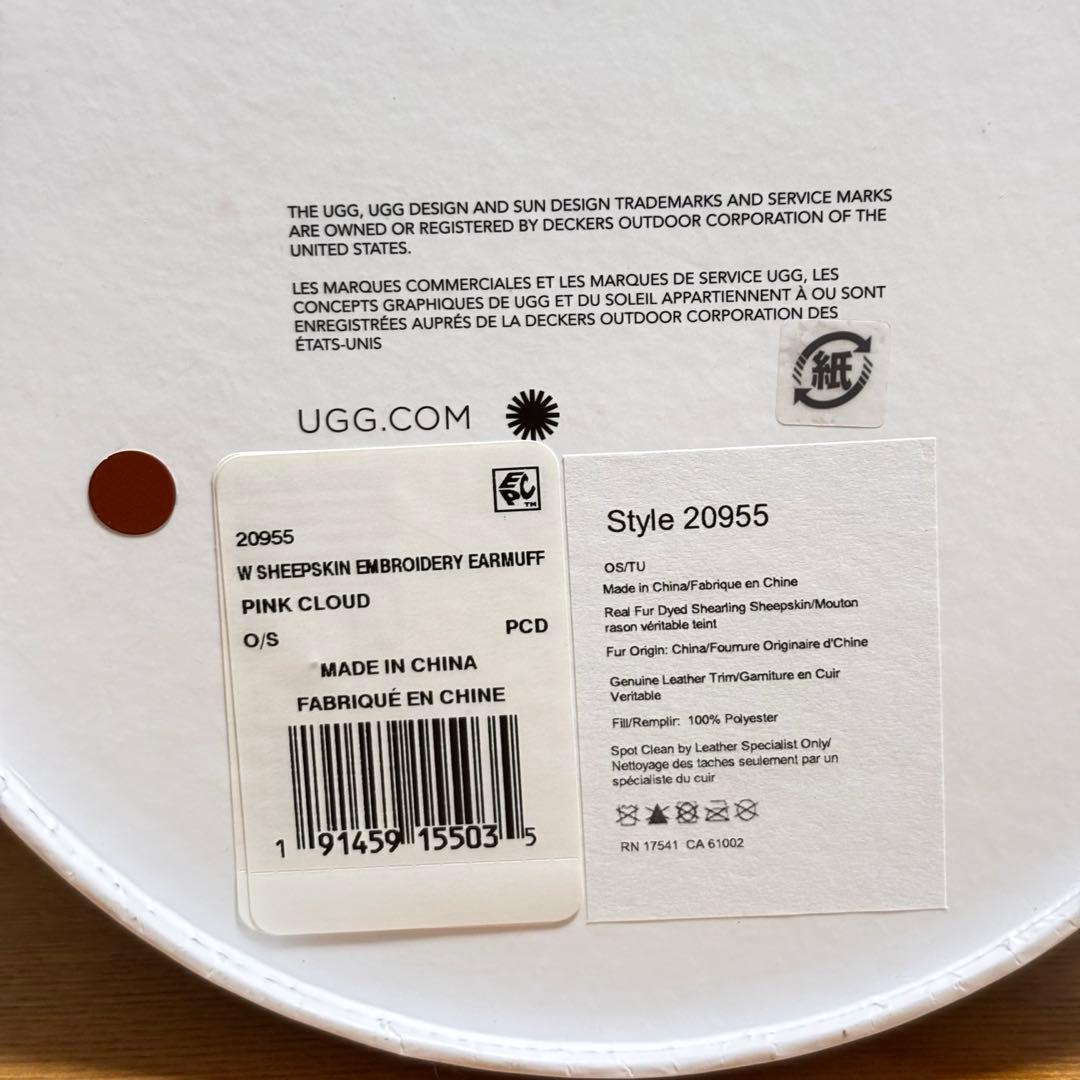 THE UGG, UGG DESIGN AND SUN DESIGN TRADEMARKS AND SERVICE MARKS
ARE OWNED OR REGISTERED BY DECKERS OUTDOOR CORPORATION OF THE
UNITED STATES.
LES MARQUES COMMERCIALES ET LES MARQUES DE SERVICE UGG, LES
CONCEPTS GRAPHIQUES DE UGG ET DU SOLEIL APPARTIENNENT À OU SONT
ENREGISTRÉES AUPRÉS DE LA DECKERS OUTDOOR CORPORATION DES
ÉTATS-UNIS
紙
UGG.COM
EPC™
20955
W SHEEPSKIN EMBROIDERY EARMUFF
PINK CLOUD
O/S PCD
MADE IN CHINA
FABRIQUÉ EN CHINE
1 91459 15503 5
Style 20955
OS/TU
Made in China/Fabrique en Chine
Real Fur Dyed Shearling Sheepskin/Mouton
rason véritable teint
Fur Origin: China/Fourrure Originaire d'Chine
Genuine Leather Trim/Garniture en Cuir
Veritable
Fill/Remplir: 100% Polyester
Spot Clean by Leather Specialist Only/
Nettoyage des taches seulement par un
spécialiste du cuir
RN 17541 CA 61002